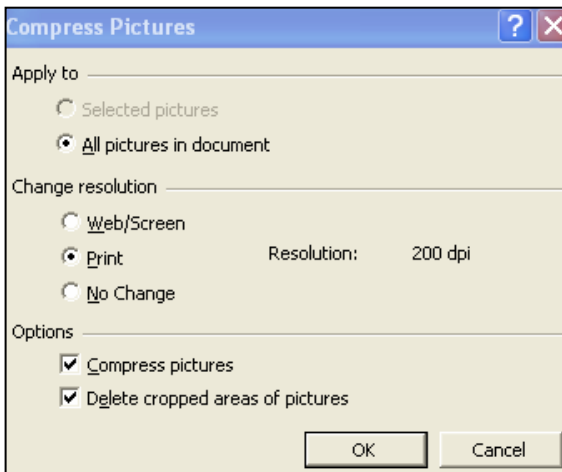 Compress Pictures
Apply to
Selected pictures
All pictures in document
Change resolution
Web/Screen
Print Resolution: 200 dpi
No Change
Options
Compress pictures
Delete cropped areas of pictures
OK Cancel